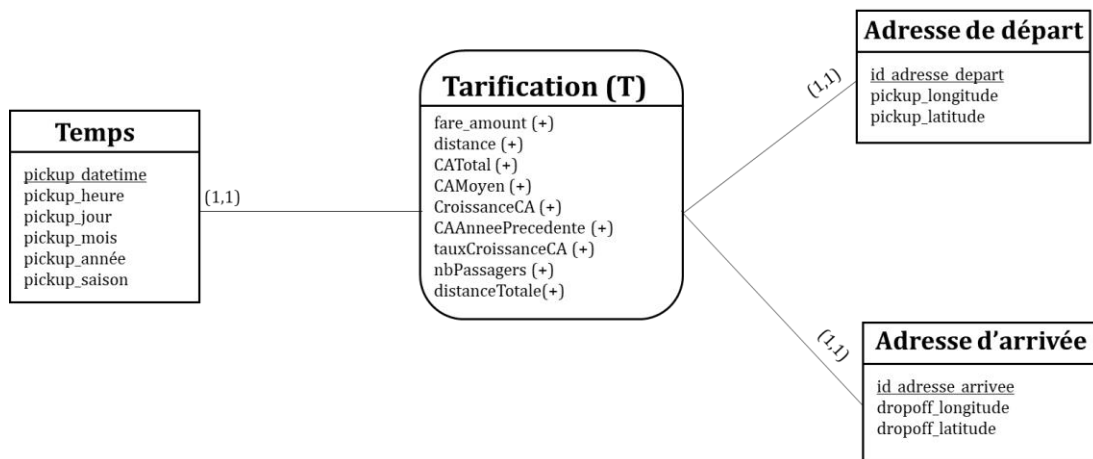 Temps
pickup_datetime
pickup_heure
pickup_jour
pickup_mois
pickup_année
pickup_saison
(1,1)
Tarification (T)
fare_amount (+)
distance (+)
CATotal (+)
CAMoyen (+)
CroissanceCA (+)
CAAnneePrecedente (+)
tauxCroissanceCA (+)
nbPassagers (+)
distanceTotale(+)
(1,1)
Adresse de départ
id_adresse_depart
pickup_longitude
pickup_latitude
(1,1)
Adresse d'arrivée
id_adresse_arrivee
dropoff_longitude
dropoff_latitude